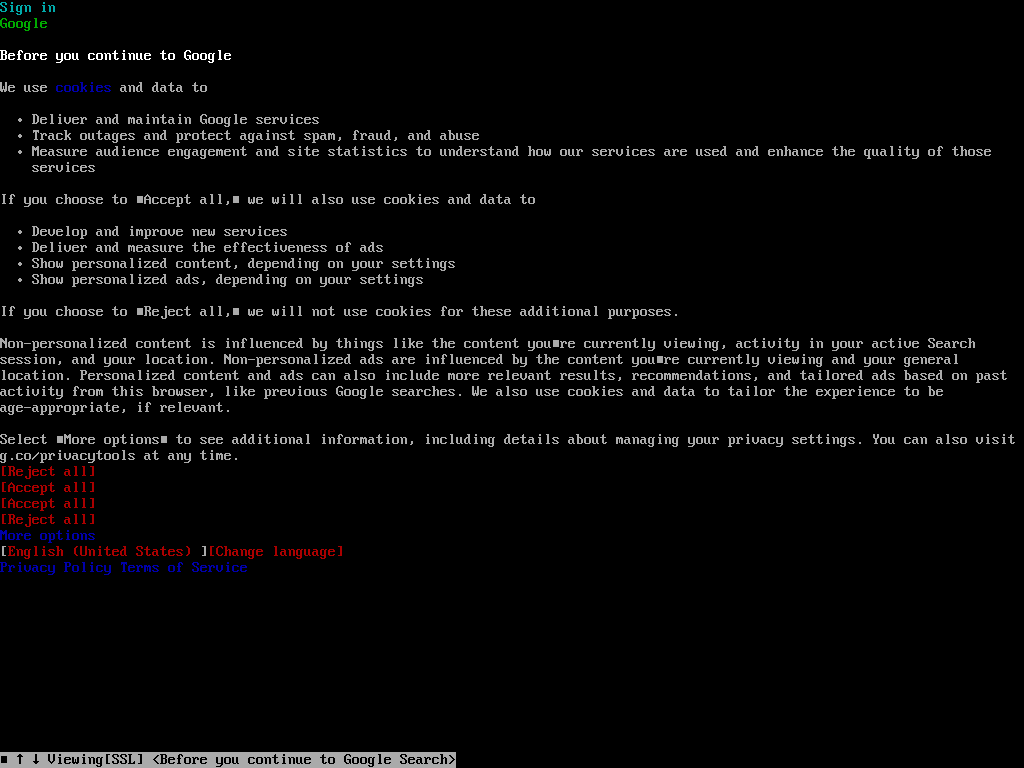 Sign in
Google
Before you continue to Google
We use cookies and data to
• Deliver and maintain Google services
• Track outages and protect against spam, fraud, and abuse
• Measure audience engagement and site statistics to understand how our services are used and enhance the quality of those
services
If you choose to ■Accept all,■ we will also use cookies and data to
• Develop and improve new services
• Deliver and measure the effectiveness of ads
• Show personalized content, depending on your settings
• Show personalized ads, depending on your settings
If you choose to ■Reject all,■ we will not use cookies for these additional purposes.
Non-personalized content is influenced by things like the content you■re currently viewing, activity in your active Search
session, and your location. Non-personalized ads are influenced by the content you■re currently viewing and your general
location. Personalized content and ads can also include more relevant results, recommendations, and tailored ads based on past
activity from this browser, like previous Google searches. We also use cookies and data to tailor the experience to be
age-appropriate, if relevant.
Select ■More options■ to see additional information, including details about managing your privacy settings. You can also visit
g.co/privacytools at any time.
[Reject all]
[Accept all]
[Accept all]
[Reject all]
More options
[English (United States) ][Change language]
Privacy Policy Terms of Service
■ ↑ ↓ Viewing[SSL] <Before you continue to Google Search>